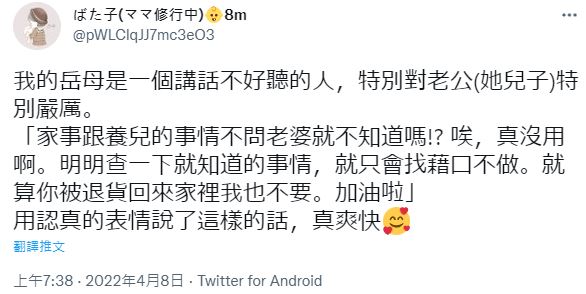 ばた子(ママ修行中)👶8m
@pWLClqJJ7mc3eO3
我的岳母是一個講話不好聽的人，特別對老公(她兒子)特
別嚴厲。
「家事跟養兒的事情不問老婆就不知道嗎!? 唉，真沒用
啊。明明查一下就知道的事情，就只會找藉口不做。就
算你被退貨回來家裡我也不要。加油啦」
用認真的表情說了這樣的話，真爽快🥰
翻譯推文
上午7:38 · 2022年4月8日 · Twitter for Android